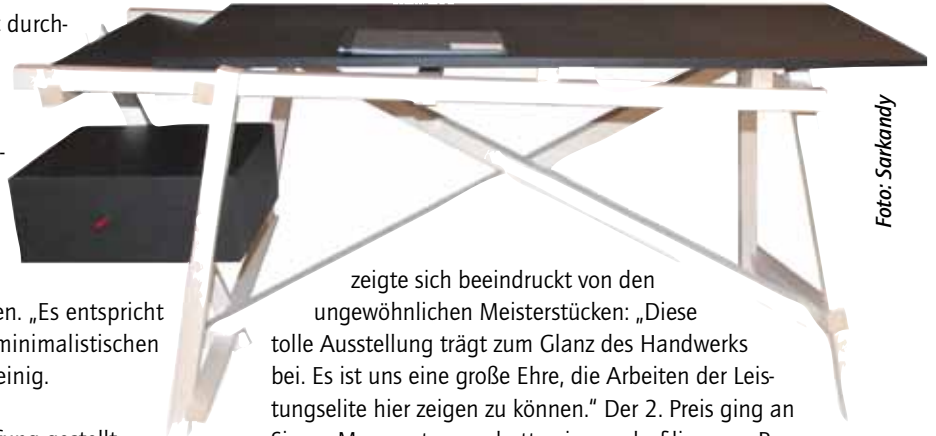 durch-
-
en. „Es entspricht
minimalistischen
einig.
gestellt
zeigte sich beeindruckt von den
ungewöhnlichen Meisterstücken: „Diese
tolle Ausstellung trägt zum Glanz des Handwerks
bei. Es ist uns eine große Ehre, die Arbeiten der Leis-
tungselite hier zeigen zu können.“ Der 2. Preis ging an
Foto: Sarkandy